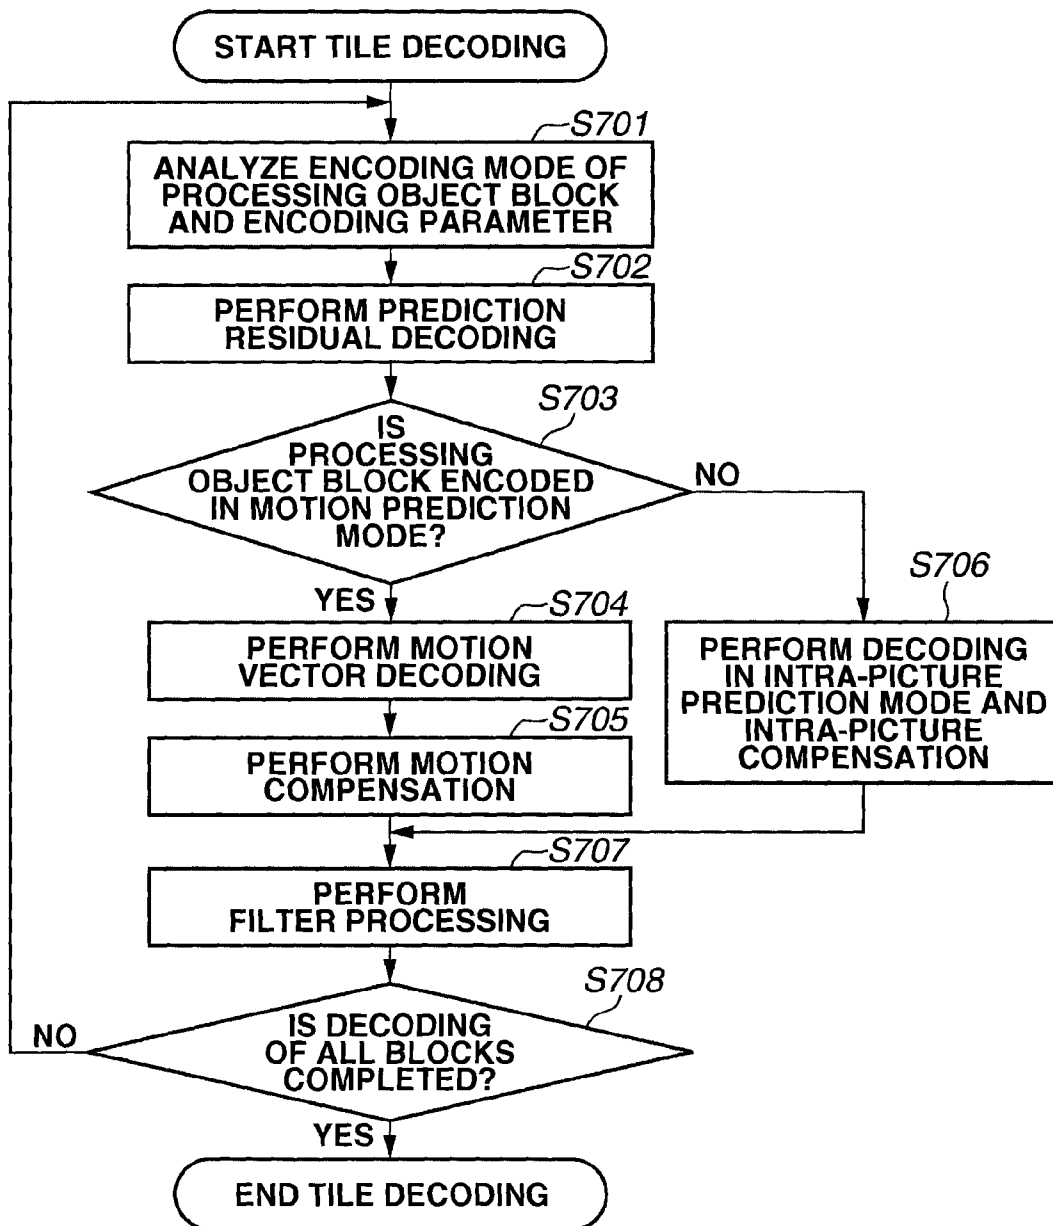 START TILE DECODING
S701
ANALYZE ENCODING MODE OF
PROCESSING OBJECT BLOCK
AND ENCODING PARAMETER
S702
PERFORM PREDICTION
RESIDUAL DECODING
S703
IS
PROCESSING
OBJECT BLOCK ENCODED
IN MOTION PREDICTION
MODE?
NO
YES
S704
PERFORM MOTION
VECTOR DECODING
S705
PERFORM MOTION
COMPENSATION
S706
PERFORM DECODING
IN INTRA-PICTURE
PREDICTION MODE AND
INTRA-PICTURE
COMPENSATION
S707
PERFORM
FILTER PROCESSING
S708
IS DECODING
OF ALL BLOCKS
COMPLETED?
NO
YES
END TILE DECODING